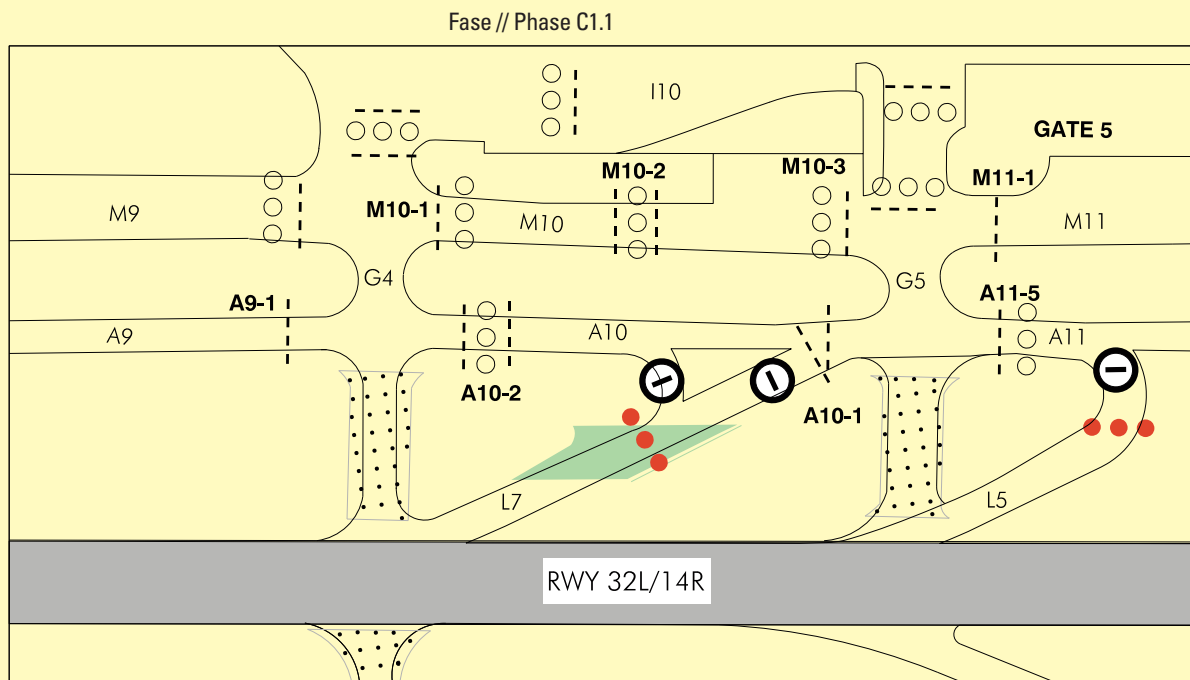 Fase // Phase C1.1
I10
GATE 5
M10-2
M10-3
M11-1
M10-1
M9
M10
M11
G4
G5
A9-1
A11-5
A9
A10
A11
A10-2
A10-1
L7
L5
RWY 32L/14R